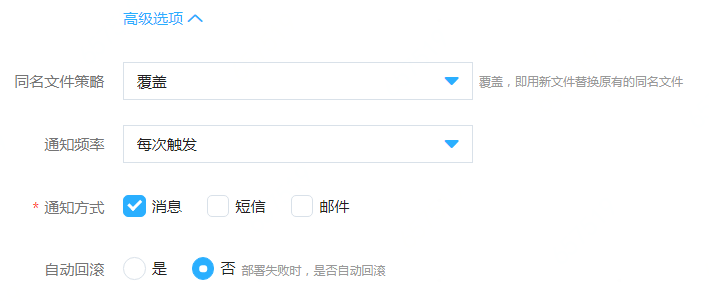 高级选项
同名文件策略 覆盖 覆盖，即用新文件替换原有的同名文件
通知频率 每次触发
* 通知方式 消息 短信 邮件
自动回滚 是 否 部署失败时，是否自动回滚